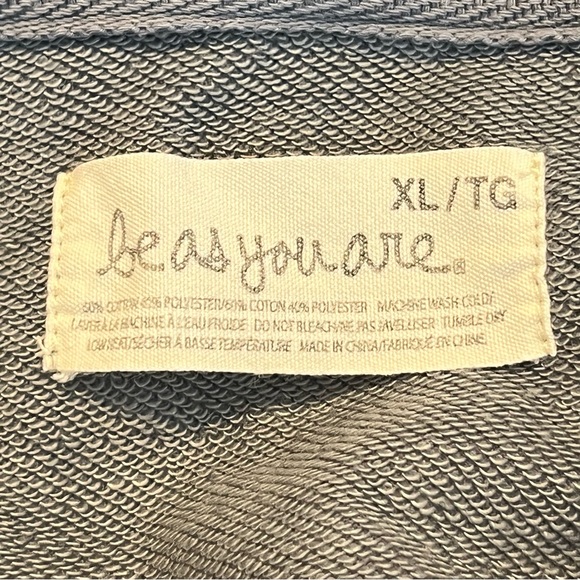 XL/TG
be as you are.®
60% COTTON 40% POLYESTER/60% COTON 40% POLYESTER MACHINE WASH COLD/
LAVER À LA MACHINE À L'EAU FROIDE DO NOT BLEACH/NE PAS JAVELLISER TUMBLE DRY
LOW HEAT/SÉCHER À BASSE TEMPÉRATURE MADE IN CHINA/FABRIQUÉ EN CHINE